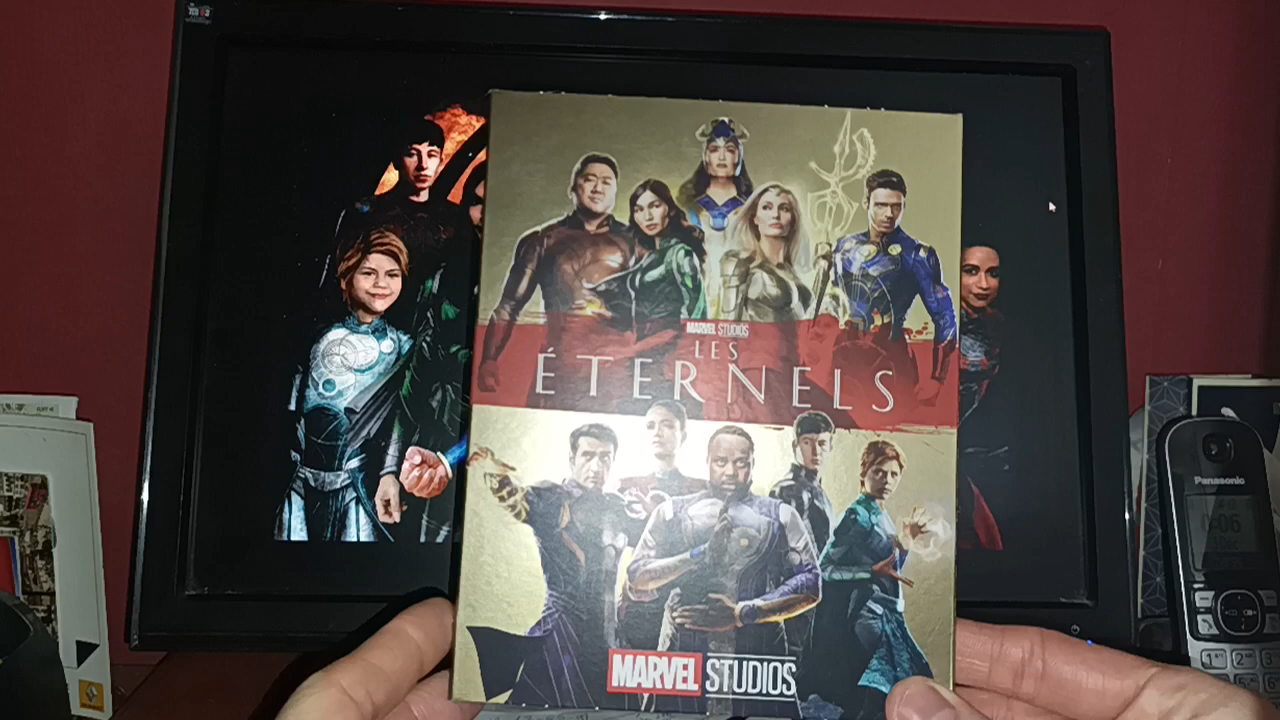 MARVEL STUDIOS
LES
ÉTERNELS
MARVEL STUDIOS
Panasonic